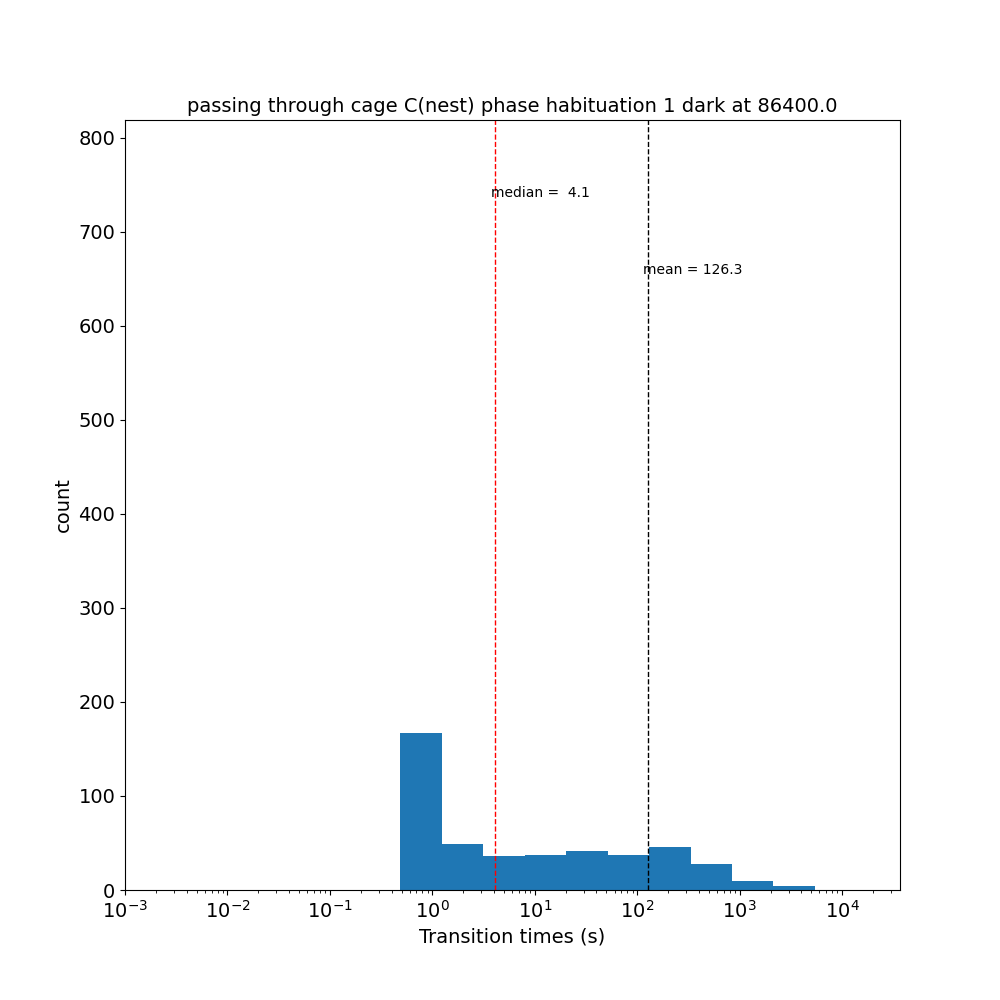 passing through cage C(nest) phase habituation 1 dark at 86400.0
800
median =  4.1
700
mean = 126.3
600
500
count
400
300
200
100
0
10⁻³ 10⁻² 10⁻¹ 10⁰ 10¹ 10² 10³ 10⁴
Transition times (s)